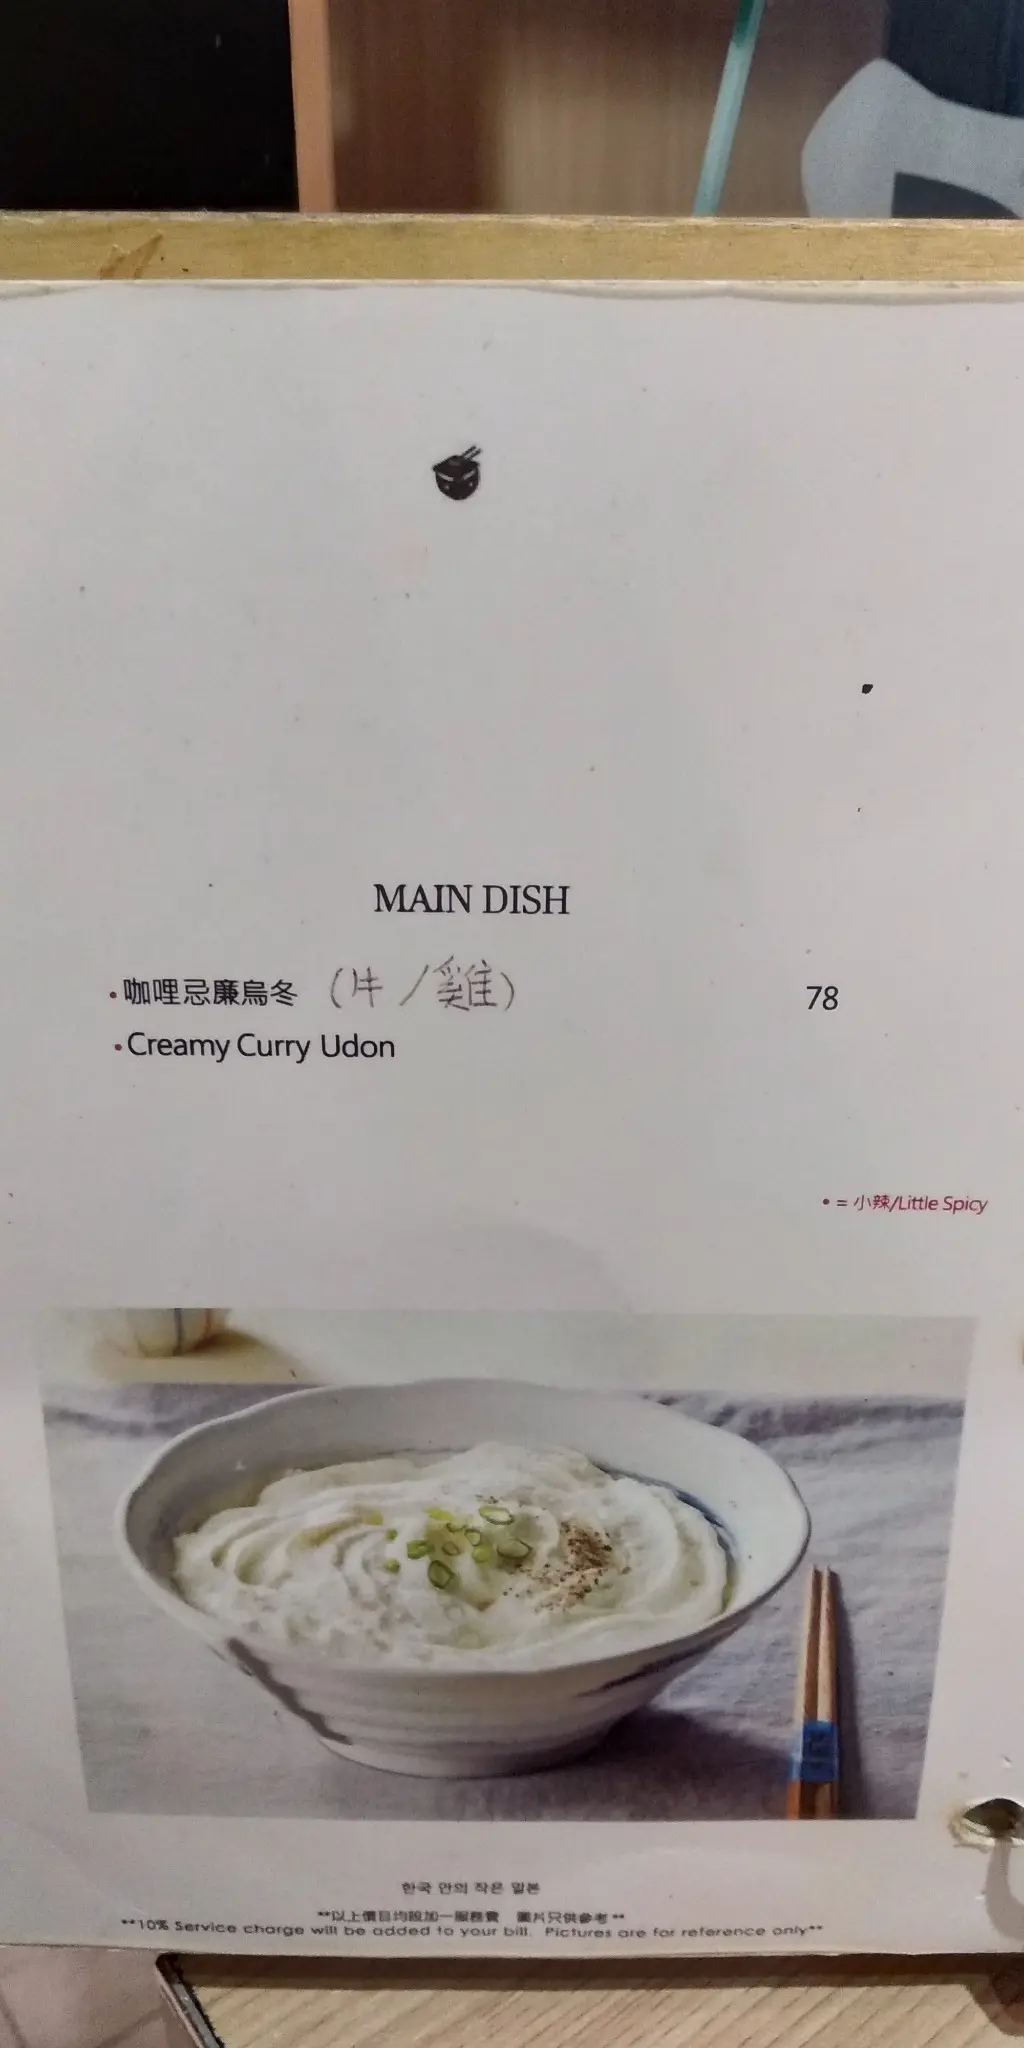 MAIN DISH
•咖哩忌廉烏冬 (牛/雞) 78
•Creamy Curry Udon
• = 小辣/Little Spicy
한국 안의 작은 일본
**以上價目均設加一服務費 圖片只供參考**
**10% Service charge will be added to your bill. Pictures are for reference only**